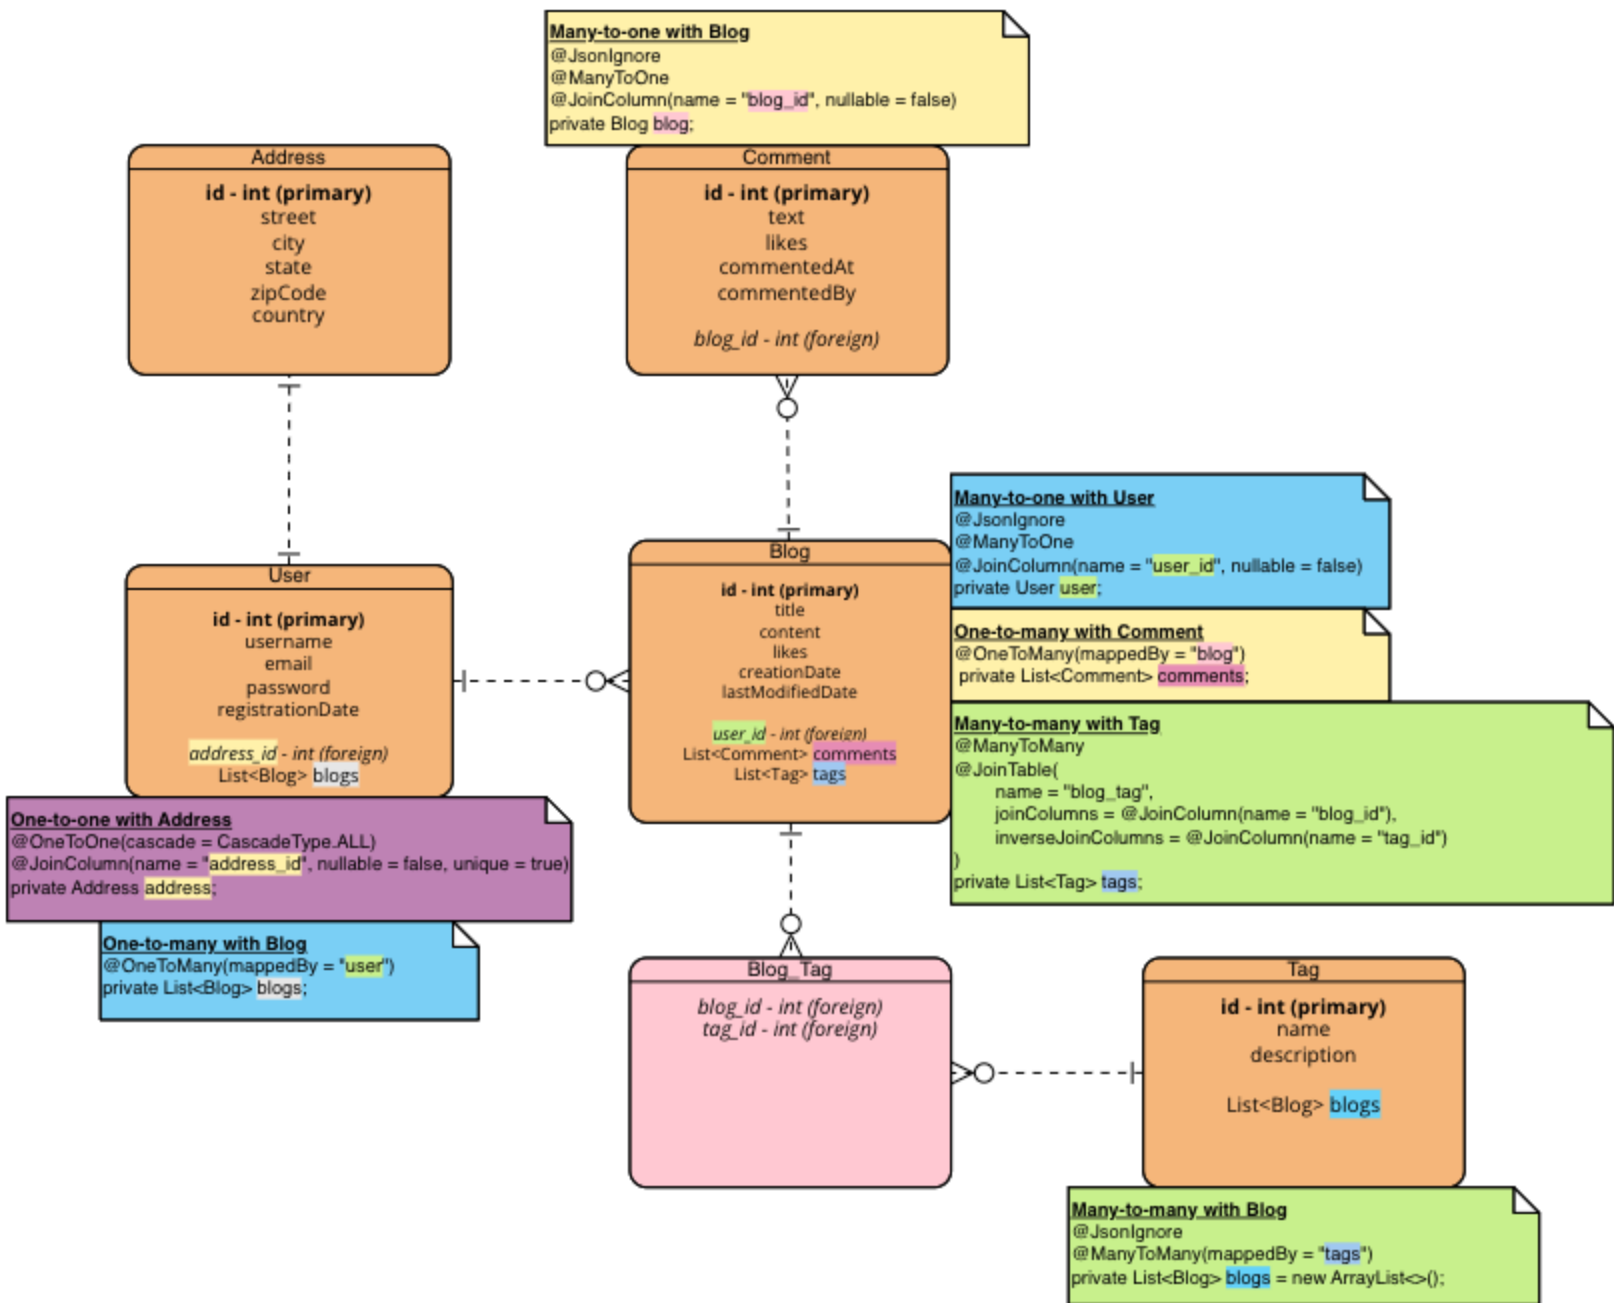 Many-to-one with Blog
@JsonIgnore
@ManyToOne
@JoinColumn(name = "blog_id", nullable = false)
private Blog blog;
Address
id - int (primary)
street
city
state
zipCode
country
Comment
id - int (primary)
text
likes
commentedAt
commentedBy
blog_id - int (foreign)
User
id - int (primary)
username
email
password
registrationDate
address_id - int (foreign)
List<Blog> blogs
One-to-one with Address
@OneToOne(cascade = CascadeType.ALL)
@JoinColumn(name = "address_id", nullable = false, unique = true)
private Address address;
One-to-many with Blog
@OneToMany(mappedBy = "user")
private List<Blog> blogs;
Blog
id - int (primary)
title
content
likes
creationDate
lastModifiedDate
user_id - int (foreign)
List<Comment> comments
List<Tag> tags
Many-to-one with User
@JsonIgnore
@ManyToOne
@JoinColumn(name = "user_id", nullable = false)
private User user;
One-to-many with Comment
@OneToMany(mappedBy = "blog")
private List<Comment> comments;
Many-to-many with Tag
@ManyToMany
@JoinTable(
name = "blog_tag",
joinColumns = @JoinColumn(name = "blog_id"),
inverseJoinColumns = @JoinColumn(name = "tag_id")
)
private List<Tag> tags;
Blog_Tag
blog_id - int (foreign)
tag_id - int (foreign)
Tag
id - int (primary)
name
description
List<Blog> blogs
Many-to-many with Blog
@JsonIgnore
@ManyToMany(mappedBy = "tags")
private List<Blog> blogs = new ArrayList<>();